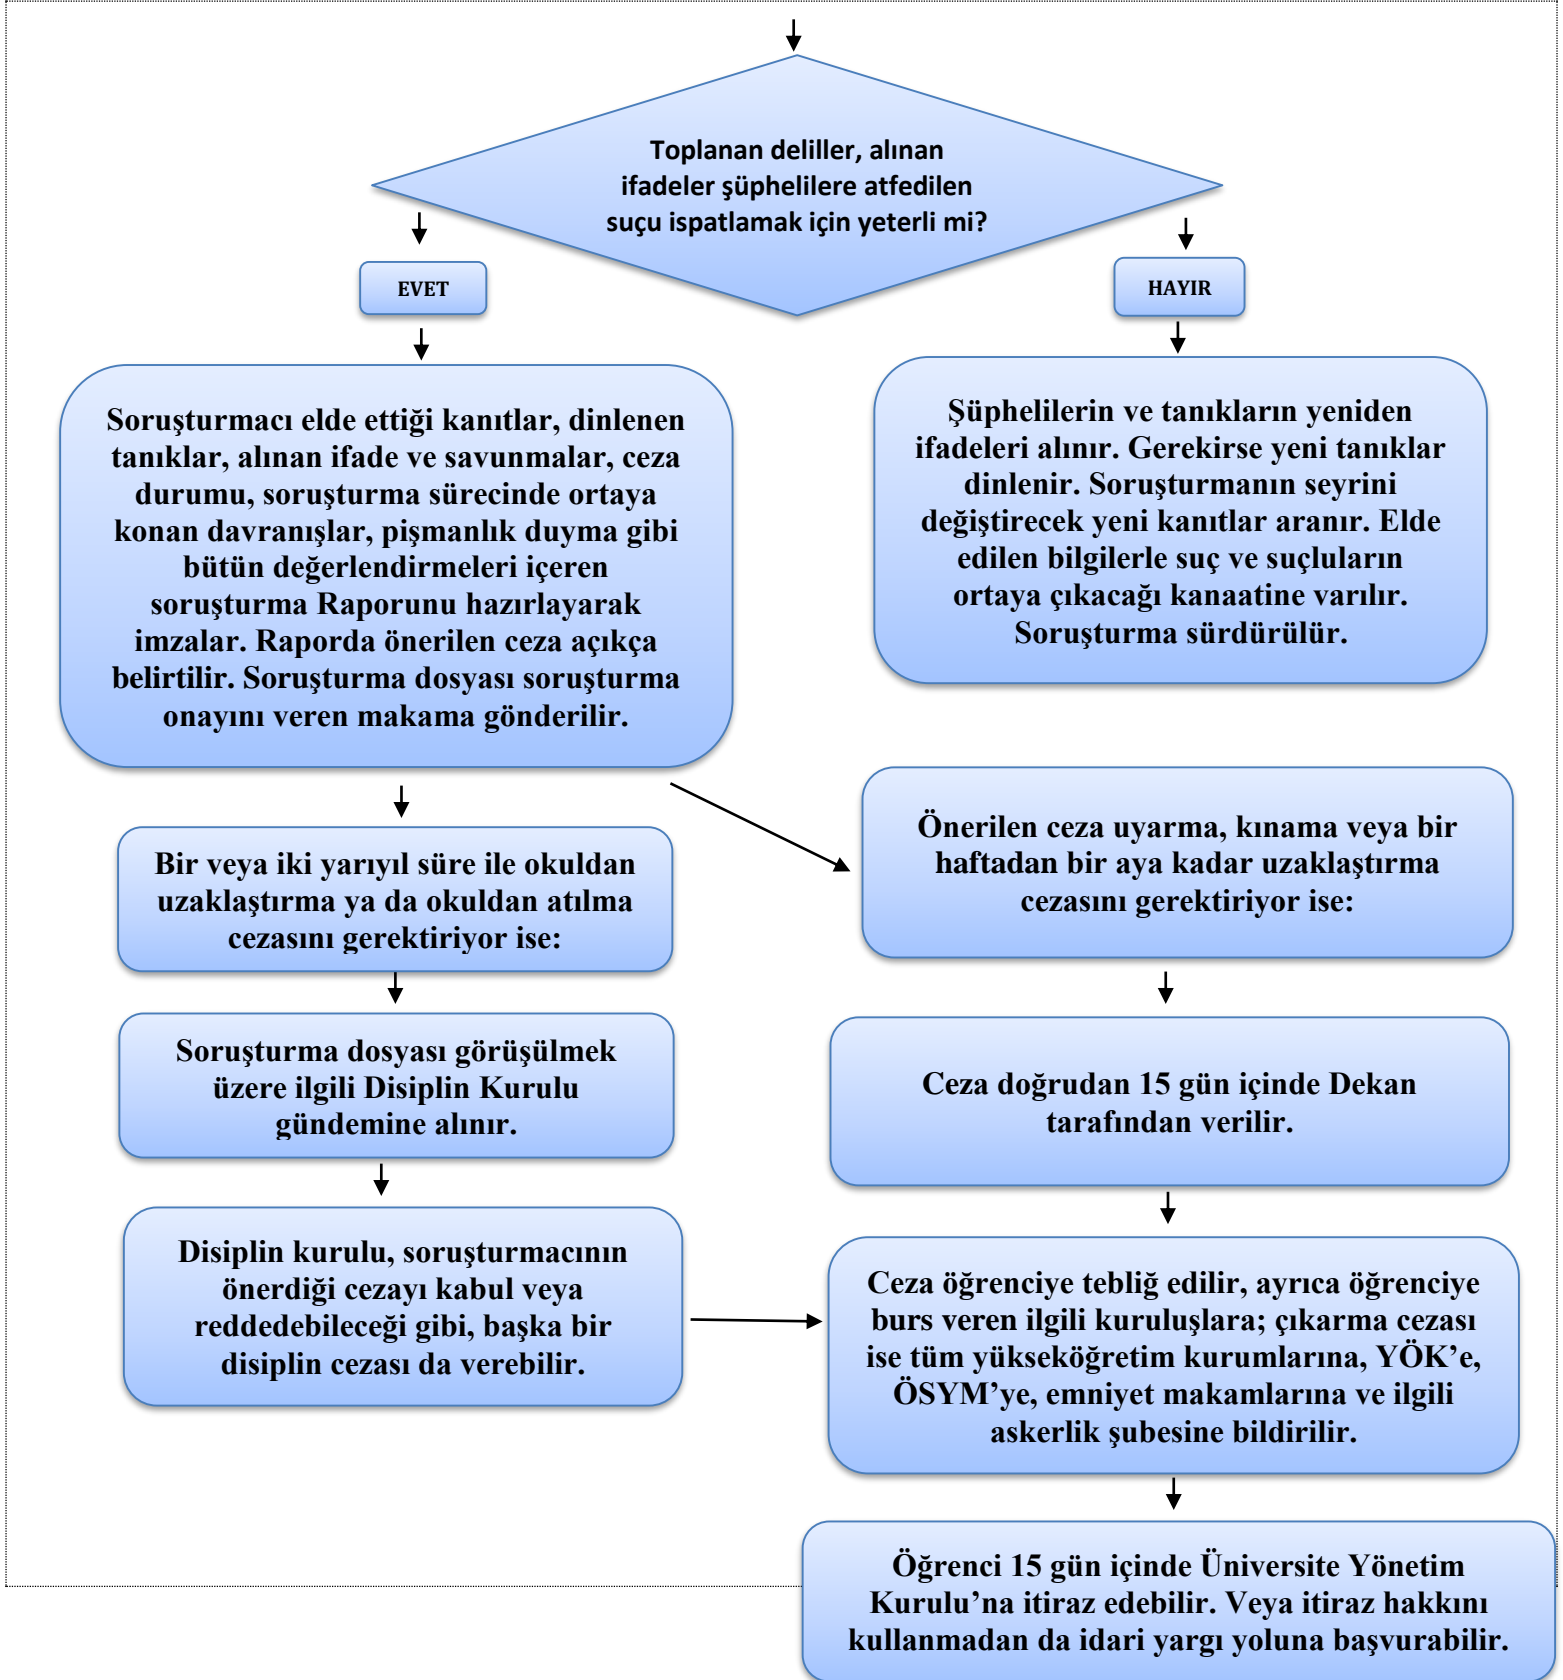 Toplanan deliller, alınan
ifadeler şüphelilere atfedilen
suçu ispatlamak için yeterli mi?
EVET
HAYIR
Soruşturmacı elde ettiği kanıtlar, dinlenen
tanıklar, alınan ifade ve savunmalar, ceza
durumu, soruşturma sürecinde ortaya
konan davranışlar, pişmanlık duyma gibi
bütün değerlendirmeleri içeren
soruşturma Raporunu hazırlayarak
imzalar. Raporda önerilen ceza açıkça
belirtilir. Soruşturma dosyası soruşturma
onayını veren makama gönderilir.
Şüphelilerin ve tanıkların yeniden
ifadeleri alınır. Gerekirse yeni tanıklar
dinlenir. Soruşturmanın seyrini
değiştirecek yeni kanıtlar aranır. Elde
edilen bilgilerle suç ve suçluların
ortaya çıkacağı kanaatine varılır.
Soruşturma sürdürülür.
Bir veya iki yarıyıl süre ile okuldan
uzaklaştırma ya da okuldan atılma
cezasını gerektiriyor ise:
Önerilen ceza uyarma, kınama veya bir
haftadan bir aya kadar uzaklaştırma
cezasını gerektiriyor ise:
Soruşturma dosyası görüşülmek
üzere ilgili Disiplin Kurulu
gündemine alınır.
Ceza doğrudan 15 gün içinde Dekan
tarafından verilir.
Disiplin kurulu, soruşturmacının
önerdiği cezayı kabul veya
reddedebileceği gibi, başka bir
disiplin cezası da verebilir.
Ceza öğrenciye tebliğ edilir, ayrıca öğrenciye
burs veren ilgili kuruluşlara; çıkarma cezası
ise tüm yükseköğretim kurumlarına, YÖK’e,
ÖSYM’ye, emniyet makamlarına ve ilgili
askerlik şubesine bildirilir.
Öğrenci 15 gün içinde Üniversite Yönetim
Kurulu’na itiraz edebilir. Veya itiraz hakkını
kullanmadan da idari yargı yoluna başvurabilir.